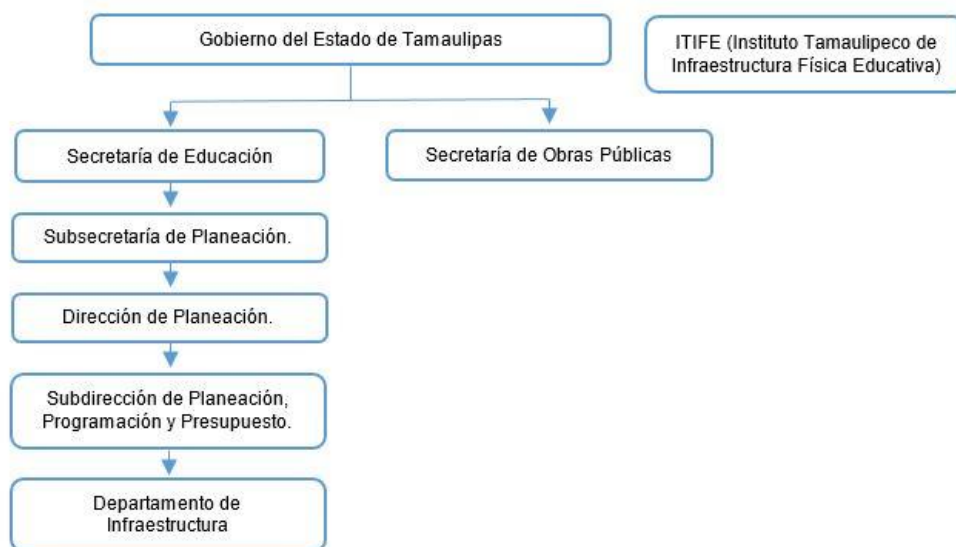 Gobierno del Estado de Tamaulipas
ITIFE (Instituto Tamaulipeco de
Infraestructura Física Educativa)
Secretaría de Educación
Secretaría de Obras Públicas
Subsecretaría de Planeación.
Dirección de Planeación.
Subdirección de Planeación,
Programación y Presupuesto.
Departamento de
Infraestructura